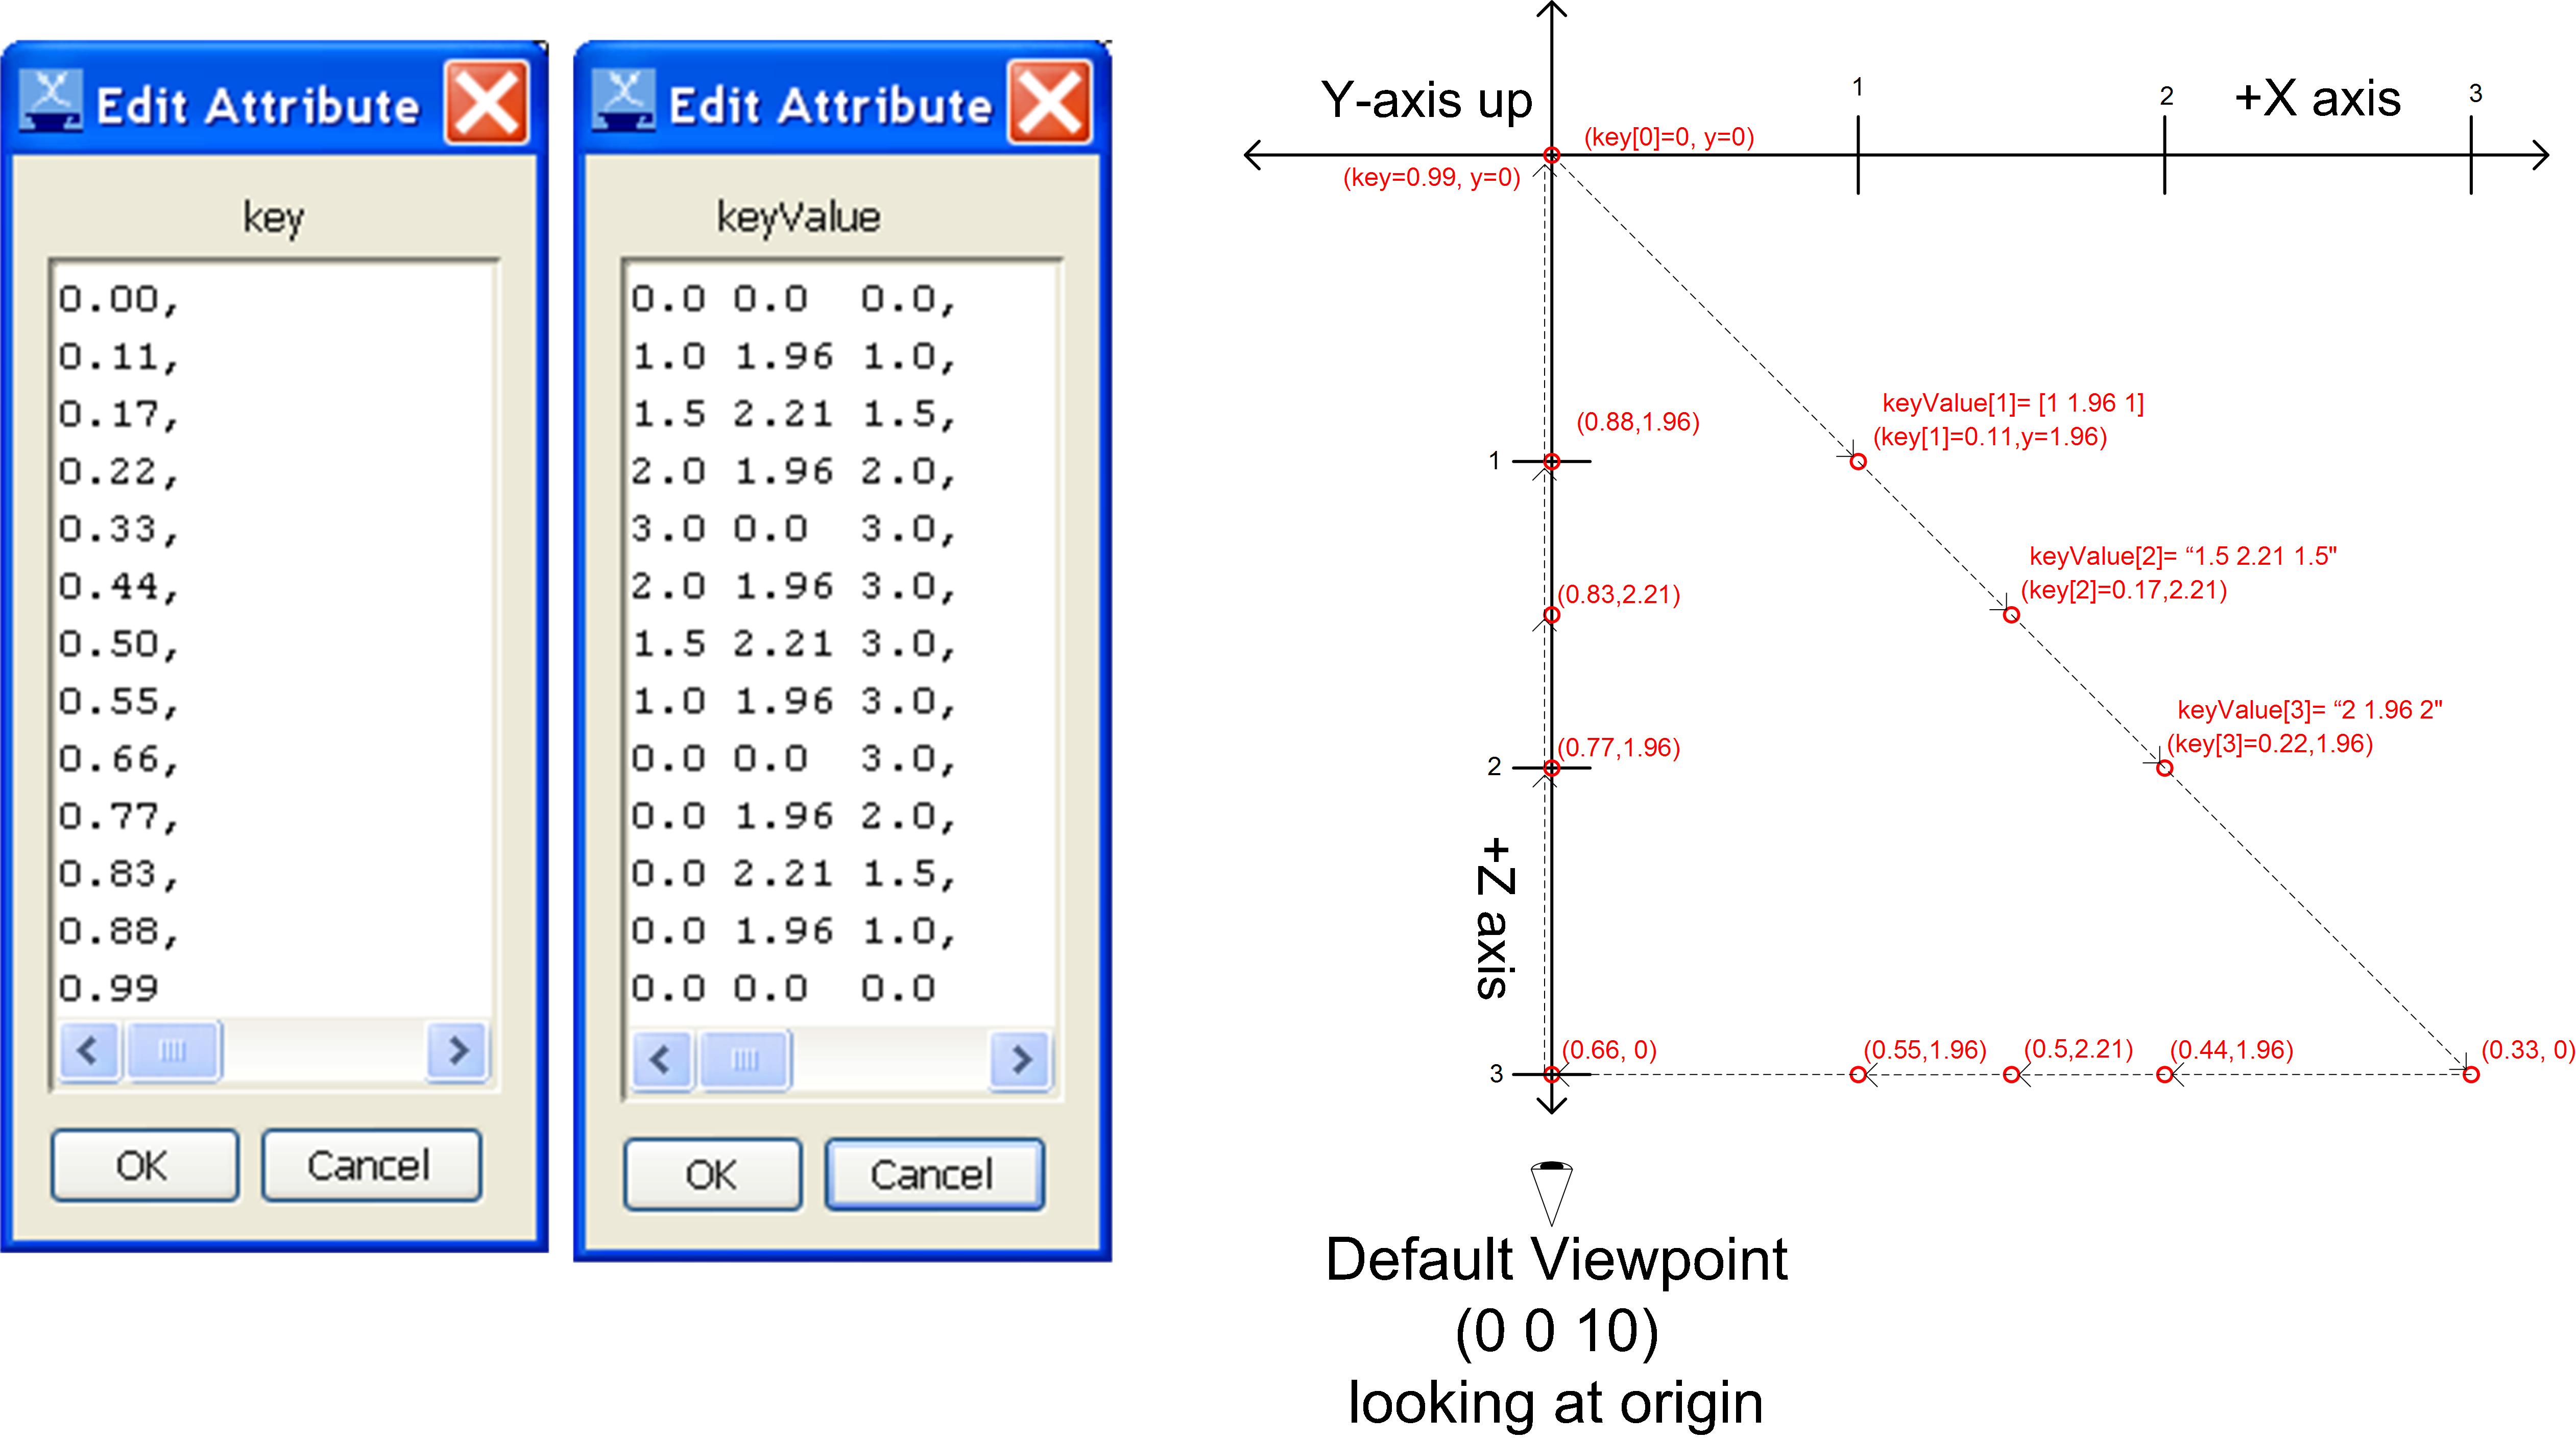 Edit Attribute
key
0.00,
0.11,
0.17,
0.22,
0.33,
0.44,
0.50,
0.55,
0.66,
0.77,
0.83,
0.88,
0.99
OK Cancel
Edit Attribute
keyValue
0.0 0.0 0.0,
1.0 1.96 1.0,
1.5 2.21 1.5,
2.0 1.96 2.0,
3.0 0.0 3.0,
2.0 1.96 3.0,
1.5 2.21 3.0,
1.0 1.96 3.0,
0.0 0.0 3.0,
0.0 1.96 2.0,
0.0 2.21 1.5,
0.0 1.96 1.0,
0.0 0.0 0.0
OK Cancel
Y-axis up
1
2
+X axis
3
(key[0]=0, y=0)
(key=0.99, y=0)
keyValue[1]= [1 1.96 1]
(0.88,1.96)
(key[1]=0.11,y=1.96)
1
keyValue[2]= “1.5 2.21 1.5"
(0.83,2.21)
(key[2]=0.17,2.21)
keyValue[3]= “2 1.96 2"
(0.77,1.96)
(key[3]=0.22,1.96)
2
+Z axis
(0.66, 0)
(0.55,1.96)
(0.5,2.21)
(0.44,1.96)
(0.33, 0)
3
Default Viewpoint
(0 0 10)
looking at origin